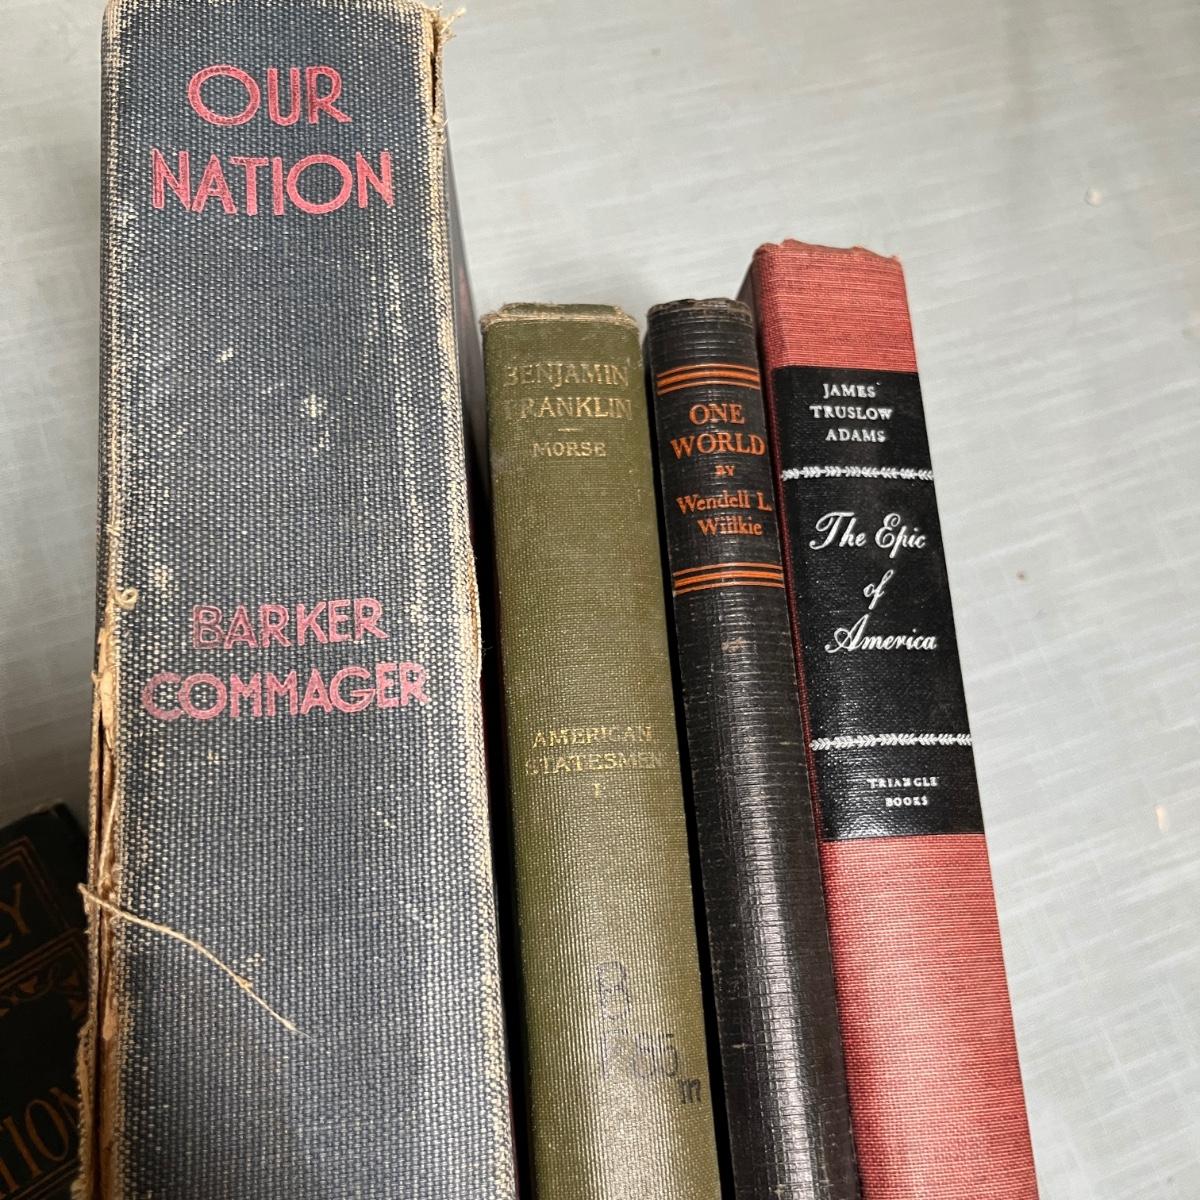 OUR
NATION
BARKER
COMMAGER
BENJAMIN
FRANKLIN
MORSE
AMERICAN
STATESMEN
I
B
F85
m
ONE
WORLD
BY
Wendell L.
Willkie
JAMES
TRUSLOW
ADAMS
The Epic
of
America
TRIANGLE
BOOKS